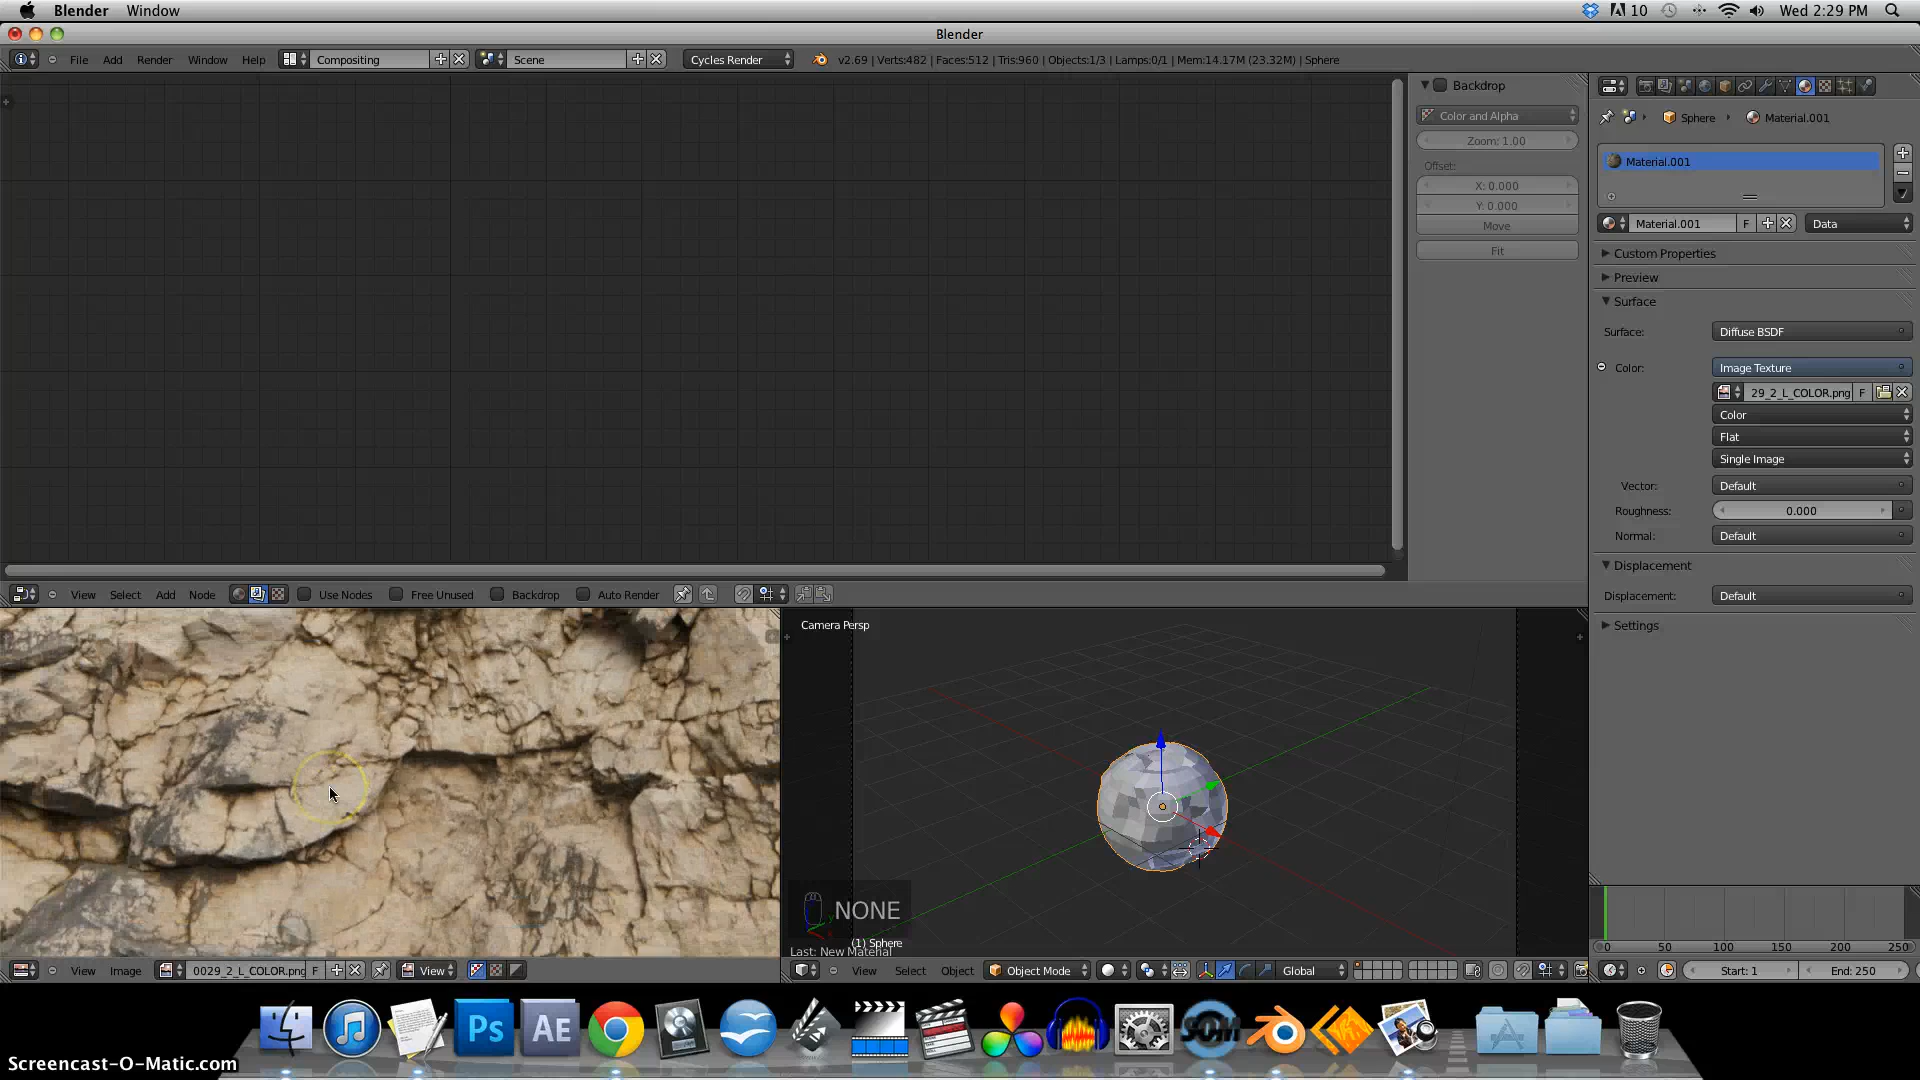 Blender Window 10 Wed 2:29 PM
Blender
File Add Render Window Help Compositing Scene Cycles Render v2.69 | Verts:482 | Faces:512 | Tris:960 | Objects:1/3 | Lamps:0/1 | Mem:14.17M (23.32M) | Sphere
Backdrop
Color and Alpha
Zoom: 1.00
Offset:
X: 0.000
Y: 0.000
Move
Fit
Sphere Material.001
Material.001
Material.001 F Data
Custom Properties
Preview
Surface
Surface: Diffuse BSDF
Color: Image Texture
29_2_L_COLOR.png F
Color
Flat
Single Image
Vector: Default
Roughness: 0.000
Normal: Default
Displacement
Displacement: Default
Settings
View Select Add Node Use Nodes Free Unused Backdrop Auto Render
Camera Persp
NONE
(1) Sphere
Last: New Material
0 50 100 150 200 250
View Image 0029_2_L_COLOR.png F View
View Select Object Object Mode Global
Start: 1 End: 250
Ps AE
Screencast-O-Matic.com